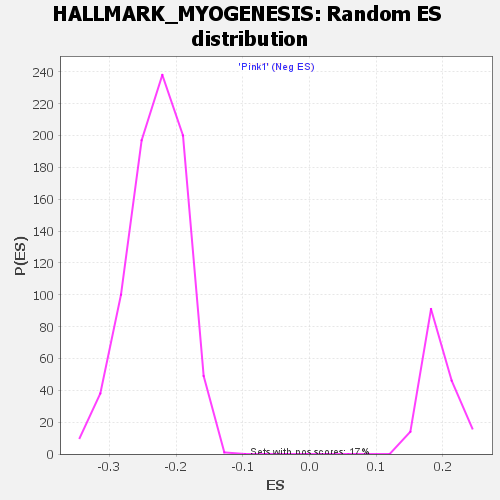 HALLMARK_MYOGENESIS: Random ES
distribution
'Pink1' (Neg ES)
240
220
200
180
160
140
120
100
80
60
40
20
0
P(ES)
Sets with pos scores: 17%
-0.3 -0.2 -0.1 0.0 0.1 0.2
ES